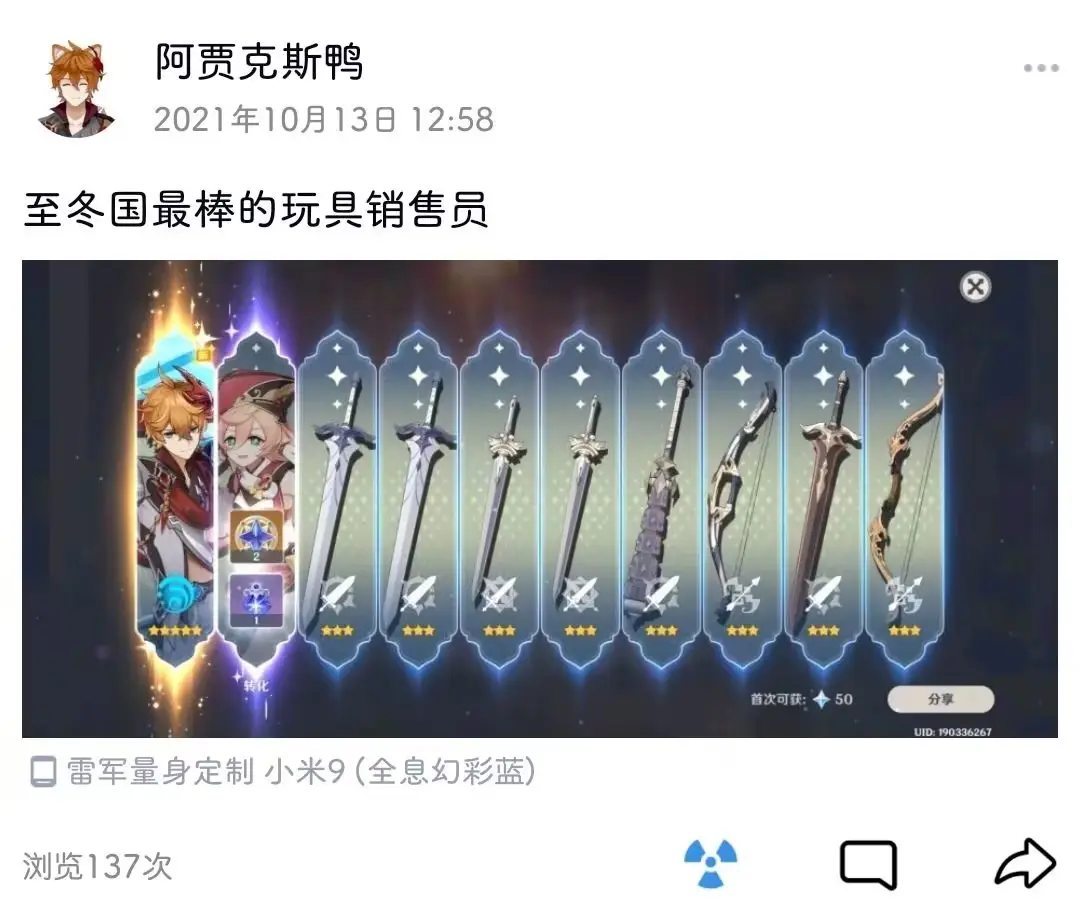 阿贾克斯鸭
2021年10月13日 12:58
至冬国最棒的玩具销售员
2
1
转化
首次可获: 50
分享
UID: 190336267
雷军量身定制 小米9 (全息幻彩蓝)
浏览137次